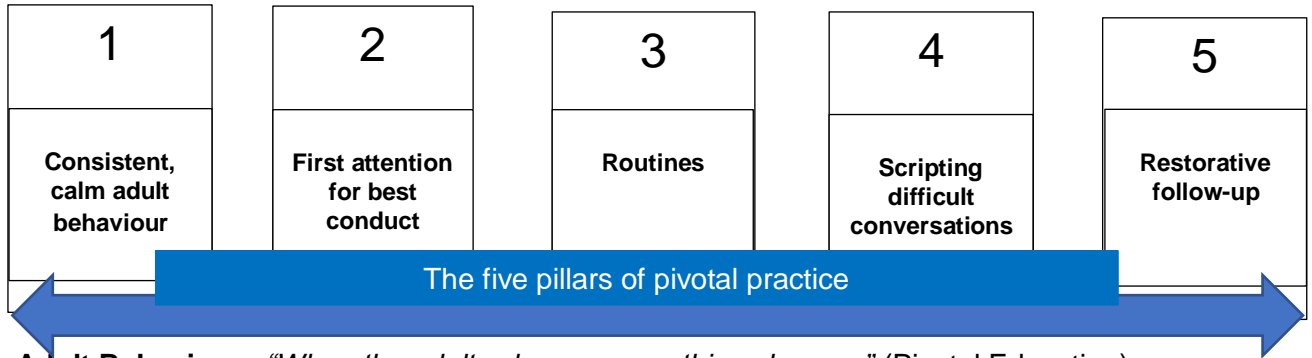 1
Consistent,
calm adult
behaviour
2
First attention
for best
conduct
3
Routines
4
Scripting
difficult
conversations
5
Restorative
follow-up
The five pillars of pivotal practice